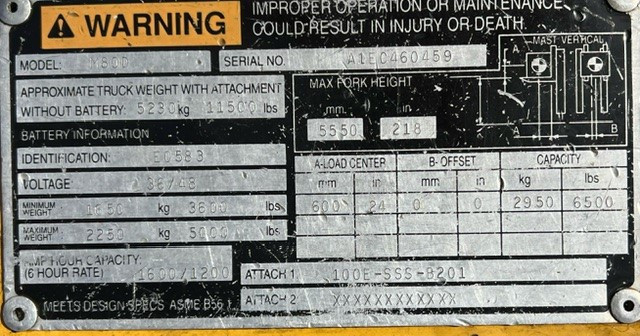 WARNING
IMPROPER OPERATION OR MAINTENANCE
COULD RESULT IN INJURY OR DEATH.
MODEL:
SERIAL NO. A1EC460459
APPROXIMATE TRUCK WEIGHT WITH ATTACHMENT
WITHOUT BATTERY: 5230 kg 11500 lbs
BATTERY INFORMATION
IDENTIFICATION: EC583
VOLTAGE 36/48
MINIMUM WEIGHT kg lbs
MAXIMUM WEIGHT 2250 kg 5000 lbs
AMP HOUR CAPACITY:
(6 HOUR RATE) 1600/1200
MEETS DESIGN SPECS ASME B56.1
MAST VERTICAL
A
MAX FORK HEIGHT
mm in
5550 218
A B
A-LOAD CENTER B- OFFSET CAPACITY
mm in mm in kg lbs
600 24 0 0 2950 6500
ATTACH 1 100E-SSS-B201
ATTACH 2 XXXXXXXXXXXX